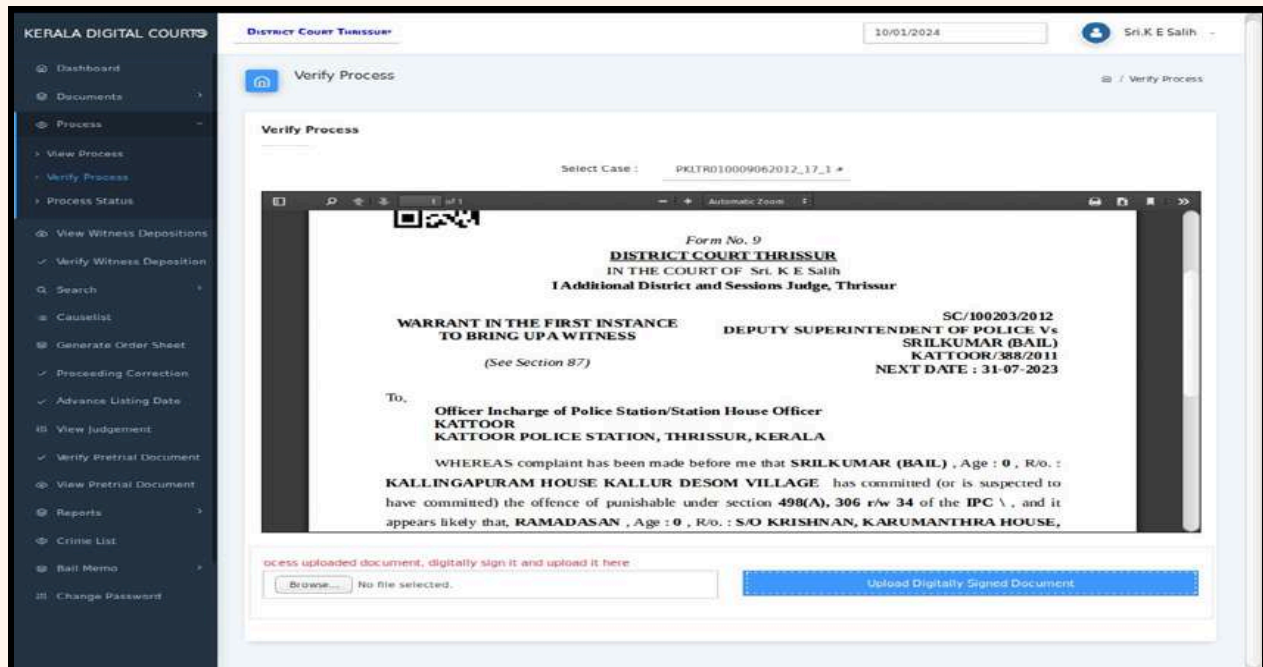 KERALA DIGITAL COURTS
Dashboard
Documents
Process
View Process
Verify Process
Process Status
View Witness Depositions
Verify Witness Deposition
Search
Causelist
Generate Order Sheet
Proceeding Correction
Advance Listing Date
View Judgement
Verify Pretrial Document
View Pretrial Document
Reports
Crime List
Bail Memo
Change Password
DISTRICT COURT THRISSUR
10/01/2024
Sri.K E Salih
Verify Process
/ Verify Process
Verify Process
Select Case : PKLTR010009062012_17_1
1 of 1
Automatic Zoom
Form No. 9
DISTRICT COURT THRISSUR
IN THE COURT OF Sri. K E Salih
I Additional District and Sessions Judge, Thrissur
WARRANT IN THE FIRST INSTANCE
TO BRING UP A WITNESS
(See Section 87)
SC/100203/2012
DEPUTY SUPERINTENDENT OF POLICE Vs
SRILKUMAR (BAIL)
KATTOOR/388/2011
NEXT DATE : 31-07-2023
To,
Officer Incharge of Police Station/Station House Officer
KATTOOR
KATTOOR POLICE STATION, THRISSUR, KERALA
WHEREAS complaint has been made before me that SRILKUMAR (BAIL) , Age : 0 , R/o. :
KALLINGAPURAM HOUSE KALLUR DESOM VILLAGE has committed (or is suspected to
have committed) the offence of punishable under section 498(A), 306 r/w 34 of the IPC \ , and it
appears likely that, RAMADASAN , Age : 0 , R/o. : S/O KRISHNAN, KARUMANTHRA HOUSE,
ocess uploaded document, digitally sign it and upload it here
Browse... No file selected.
Upload Digitally Signed Document